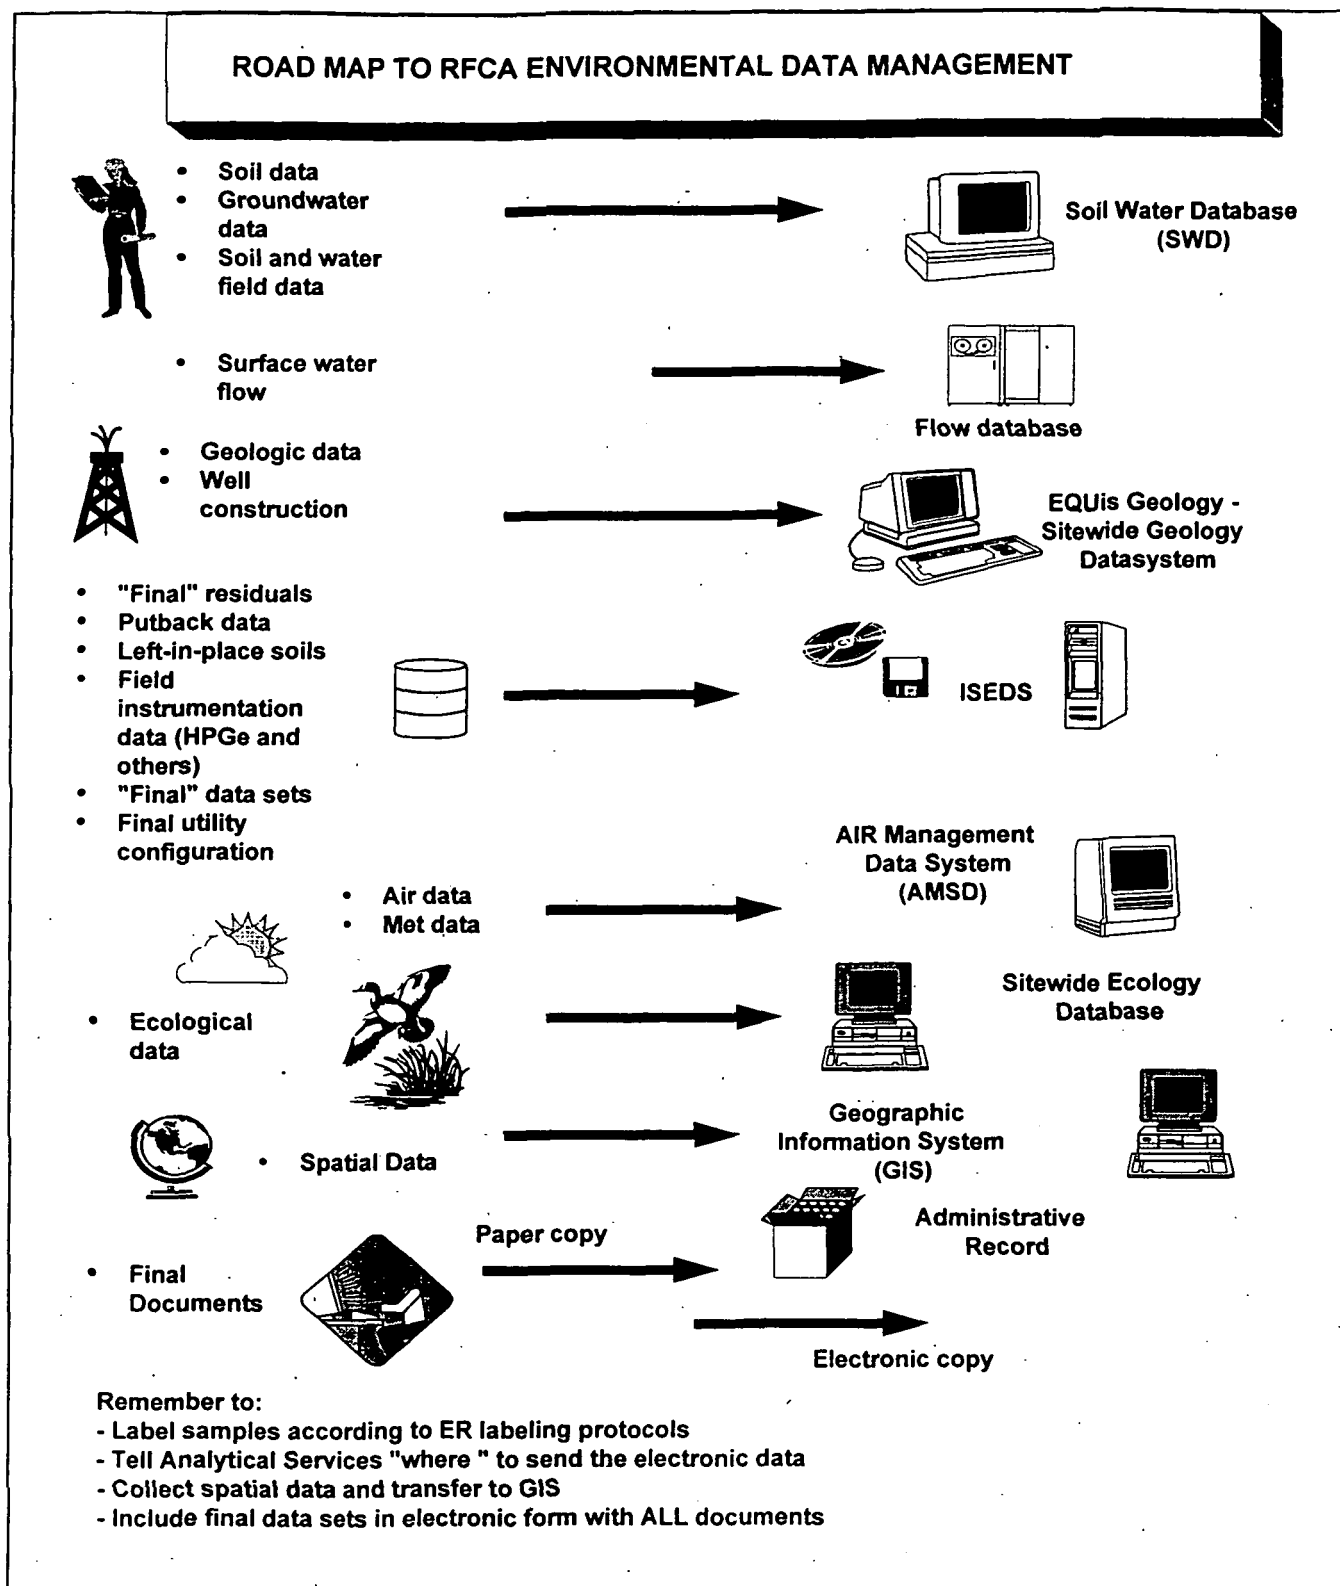 ROAD MAP TO RFCA ENVIRONMENTAL DATA MANAGEMENT
• Soil data
• Groundwater
data
• Soil and water
field data
Soil Water Database
(SWD)
• Surface water
flow
Flow database
• Geologic data
• Well
construction
EQUis Geology -
Sitewide Geology
Datasystem
• "Final" residuals
• Putback data
• Left-in-place soils
• Field
instrumentation
data (HPGe and
others)
• "Final" data sets
• Final utility
configuration
ISEDS
• Air data
• Met data
AIR Management
Data System
(AMSD)
• Ecological
data
Sitewide Ecology
Database
• Spatial Data
Geographic
Information System
(GIS)
• Final
Documents
Paper copy
Administrative
Record
Electronic copy
Remember to:
- Label samples according to ER labeling protocols
- Tell Analytical Services "where " to send the electronic data
- Collect spatial data and transfer to GIS
- Include final data sets in electronic form with ALL documents